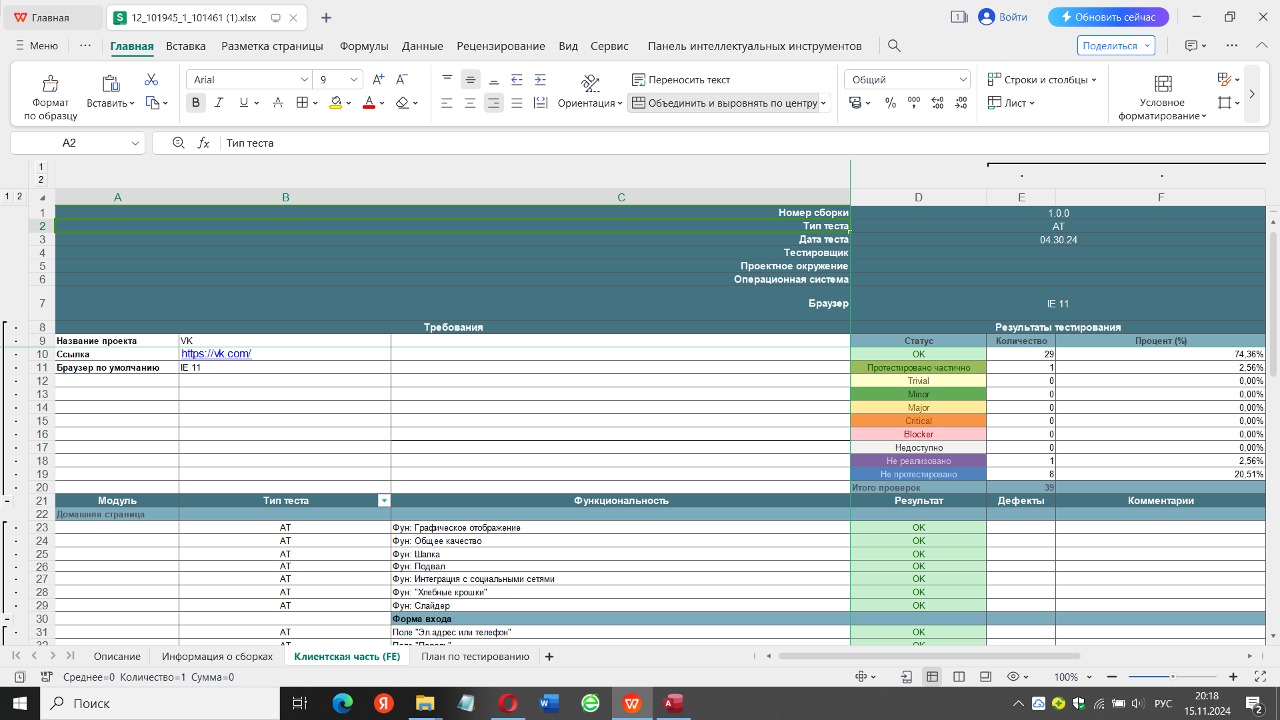 Главная
12_101945_1_101461 (1).xlsx
Войти
Обновить сейчас
Меню
Главная Вставка Разметка страницы Формулы Данные Рецензирование Вид Сервис Панель интеллектуальных инструментов
Поделиться
Формат по образцу
Вставить
Arial 9
Ориентация
Переносить текст
Объединить и выровнять по центру
Общий
Строки и столбцы
Лист
Условное форматирование
A2
fx Тип теста
1
2
1 2 A B C D E F
1 Номер сборки 1.0.0
2 Тип теста AT
3 Дата теста 04.30.24
4 Тестировщик
5 Проектное окружение
6 Операционная система
7 Браузер IE 11
8 Требования Результаты тестирования
9 Название проекта VK Статус Количество Процент (%)
10 Ссылка https://vk.com/ OK 29 74,36%
11 Браузер по умолчанию IE 11 Протестировано частично 1 2,56%
12 Trivial 0 0,00%
13 Minor 0 0,00%
14 Major 0 0,00%
15 Critical 0 0,00%
16 Blocker 0 0,00%
17 Недоступно 0 0,00%
18 Не реализовано 1 2,56%
19 Не протестировано 8 20,51%
20 Итого проверок 39
21 Модуль Тип теста Функциональность Результат Дефекты Комментарии
22 Домашняя страница
23 AT Фун: Графическое отображение OK
24 AT Фун: Общее качество OK
25 AT Фун: Шапка OK
26 AT Фун: Подвал OK
27 AT Фун: Интеграция с социальными сетями OK
28 AT Фун: "Хлебные крошки" OK
29 AT Фун: Слайдер OK
30 Форма входа
31 AT Поле "Эл.адрес или телефон" OK
Описание Информация о сборках Клиентская часть (FE) План по тестированию
Среднее=0 Количество=1 Сумма=0
100%
Поиск
РУС
20:18
15.11.2024
2